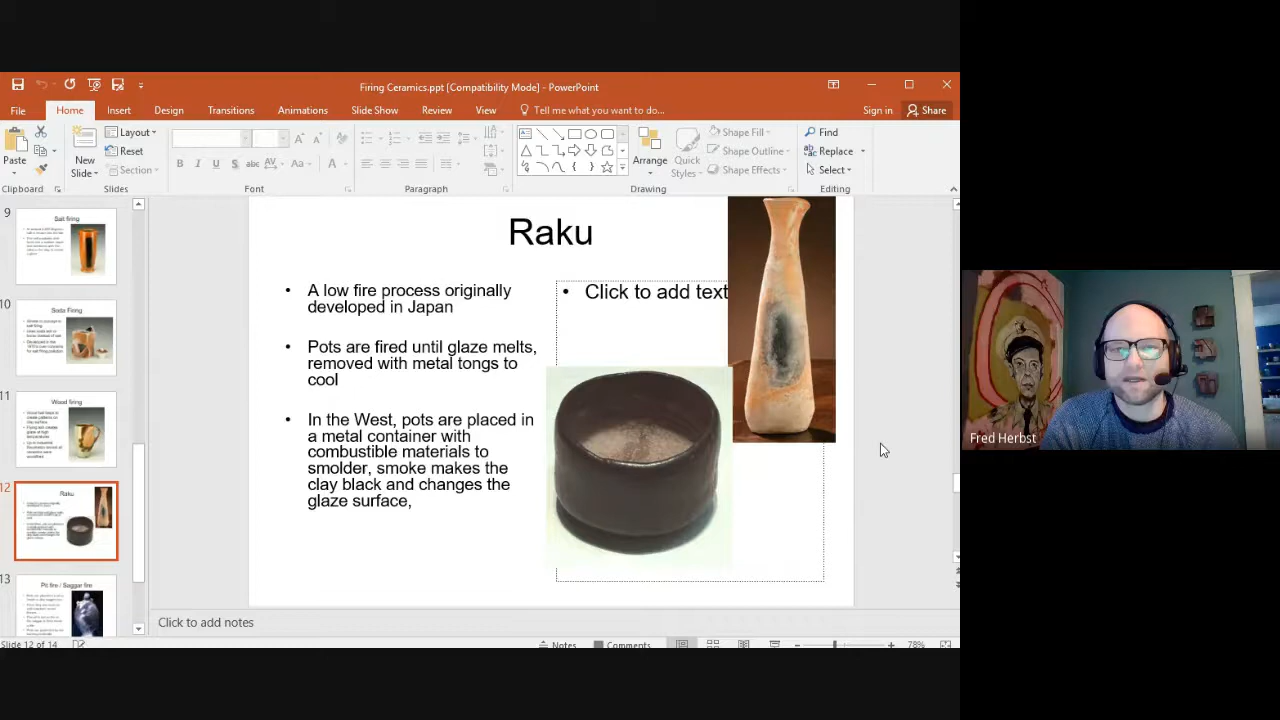 Firing Ceramics.ppt [Compatibility Mode] - PowerPoint
File Home Insert Design Transitions Animations Slide Show Review View Tell me what you want to do... Sign in Share
Paste
New Slide
Layout
Reset
Section
Arrange
Quick Styles
Shape Fill
Shape Outline
Shape Effects
Find
Replace
Select
Clipboard Slides Font Paragraph Drawing Editing
9
Salt firing
10
Soda Firing
11
Wood firing
12
Raku
13
Pit fire / Saggar fire
Raku
• A low fire process originally
developed in Japan
• Pots are fired until glaze melts,
removed with metal tongs to
cool
• In the West, pots are placed in
a metal container with
combustible materials to
smolder, smoke makes the
clay black and changes the
glaze surface,
• Click to add text
Click to add notes
Slide 12 of 14
Notes Comments 78%
Fred Herbst